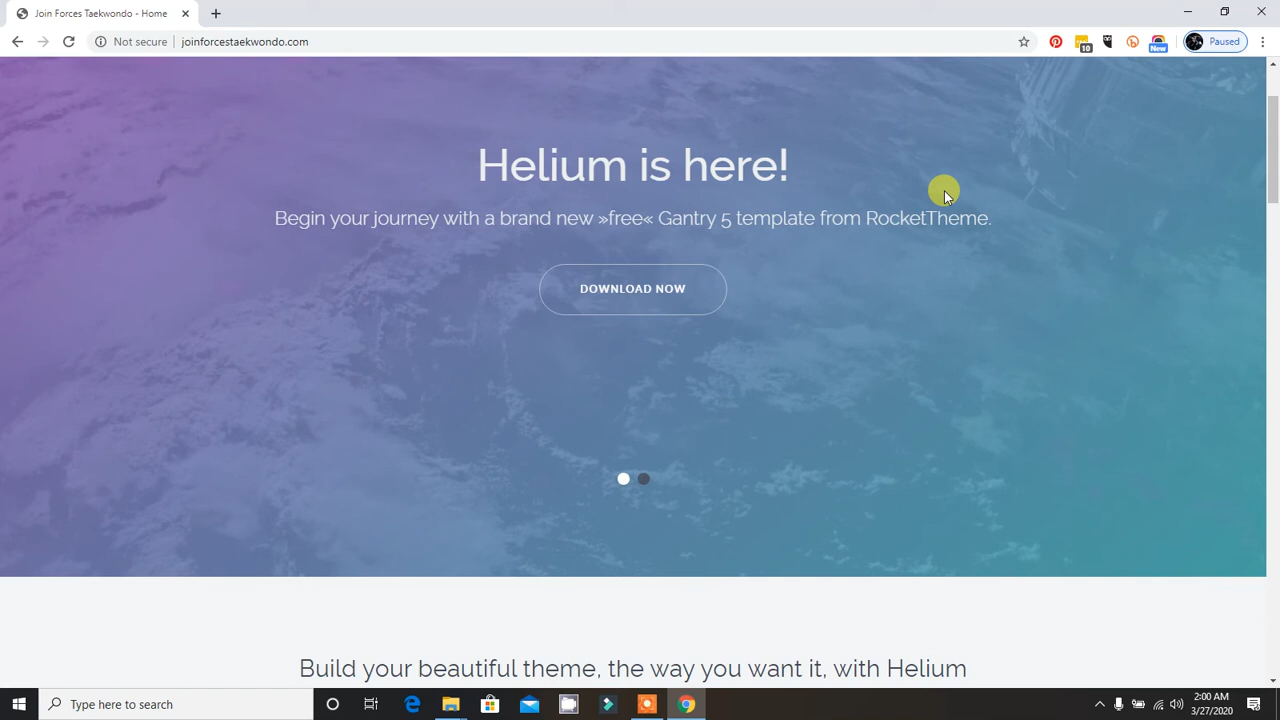 Join Forces Taekwondo - Home
Not secure
joinforcestaekwondo.com
10
New
Paused
Helium is here!
Begin your journey with a brand new »free« Gantry 5 template from RocketTheme.
DOWNLOAD NOW
Build your beautiful theme, the way you want it, with Helium
Type here to search
2:00 AM
3/27/2020